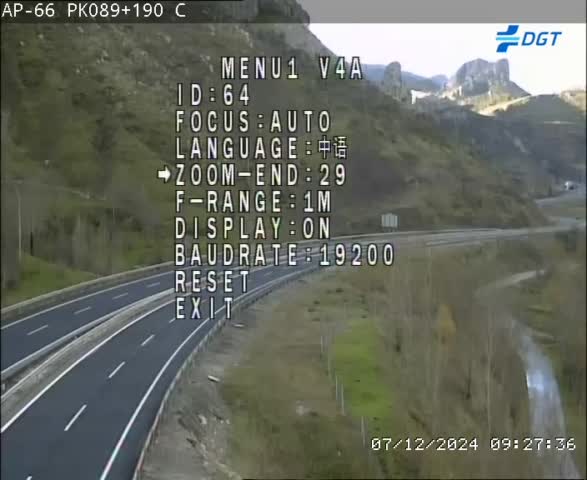 AP-66 PK089+190 C
DGT
MENU1 V4A
ID:64
FOCUS:AUTO
LANGUAGE:中语
ZOOM-END:29
F-RANGE:1M
DISPLAY:ON
BAUDRATE:19200
RESET
EXIT
07/12/2024 09:27:36